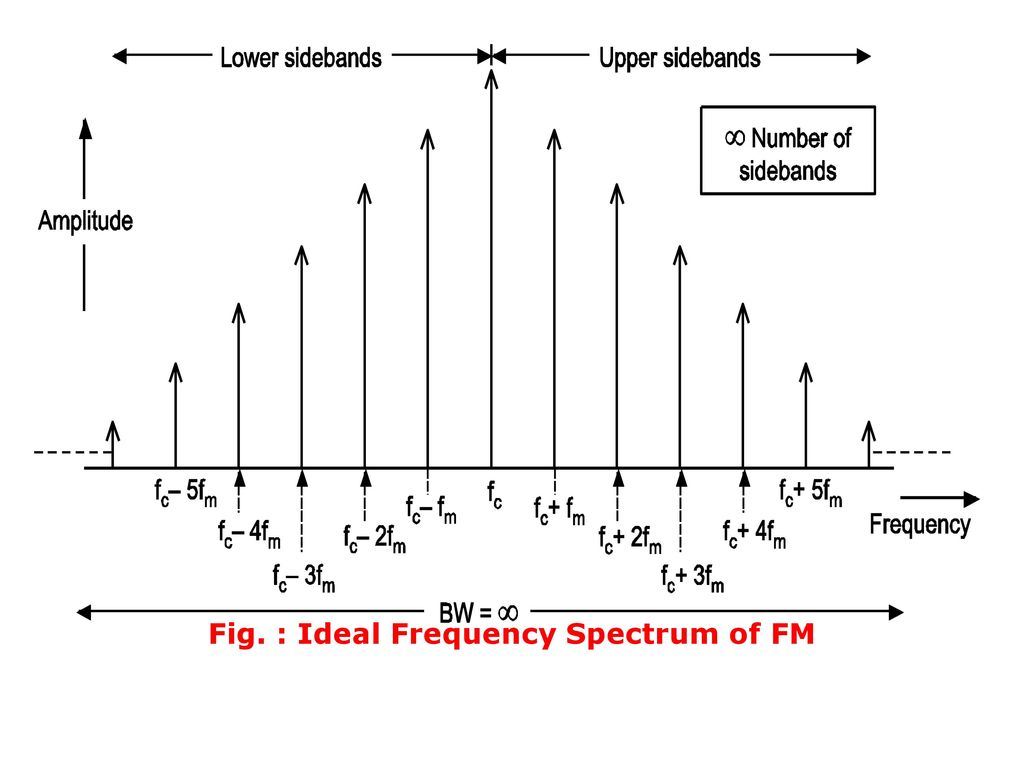 Lower sidebands
Upper sidebands
∞ Number of
sidebands
Amplitude
fc– 5fm
fc– 4fm
fc– 3fm
fc– 2fm
fc– fm
fc
fc+ fm
fc+ 2fm
fc+ 3fm
fc+ 4fm
fc+ 5fm
Frequency
BW = ∞
Fig. : Ideal Frequency Spectrum of FM